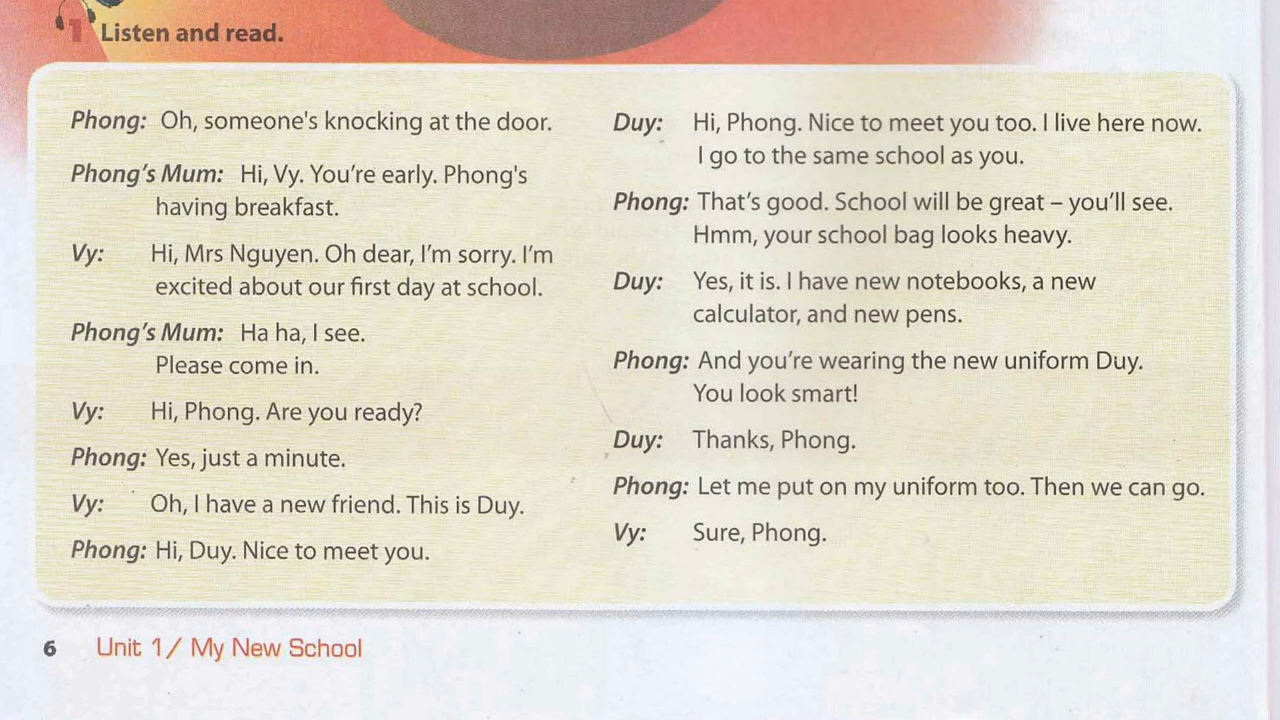 1 Listen and read.
Phong: Oh, someone's knocking at the door.
Phong's Mum: Hi, Vy. You're early. Phong's
having breakfast.
Vy: Hi, Mrs Nguyen. Oh dear, I'm sorry. I'm
excited about our first day at school.
Phong's Mum: Ha ha, I see.
Please come in.
Vy: Hi, Phong. Are you ready?
Phong: Yes, just a minute.
Vy: Oh, I have a new friend. This is Duy.
Phong: Hi, Duy. Nice to meet you.
Duy: Hi, Phong. Nice to meet you too. I live here now.
I go to the same school as you.
Phong: That's good. School will be great – you'll see.
Hmm, your school bag looks heavy.
Duy: Yes, it is. I have new notebooks, a new
calculator, and new pens.
Phong: And you're wearing the new uniform Duy.
You look smart!
Duy: Thanks, Phong.
Phong: Let me put on my uniform too. Then we can go.
Vy: Sure, Phong.
6 Unit 1/ My New School